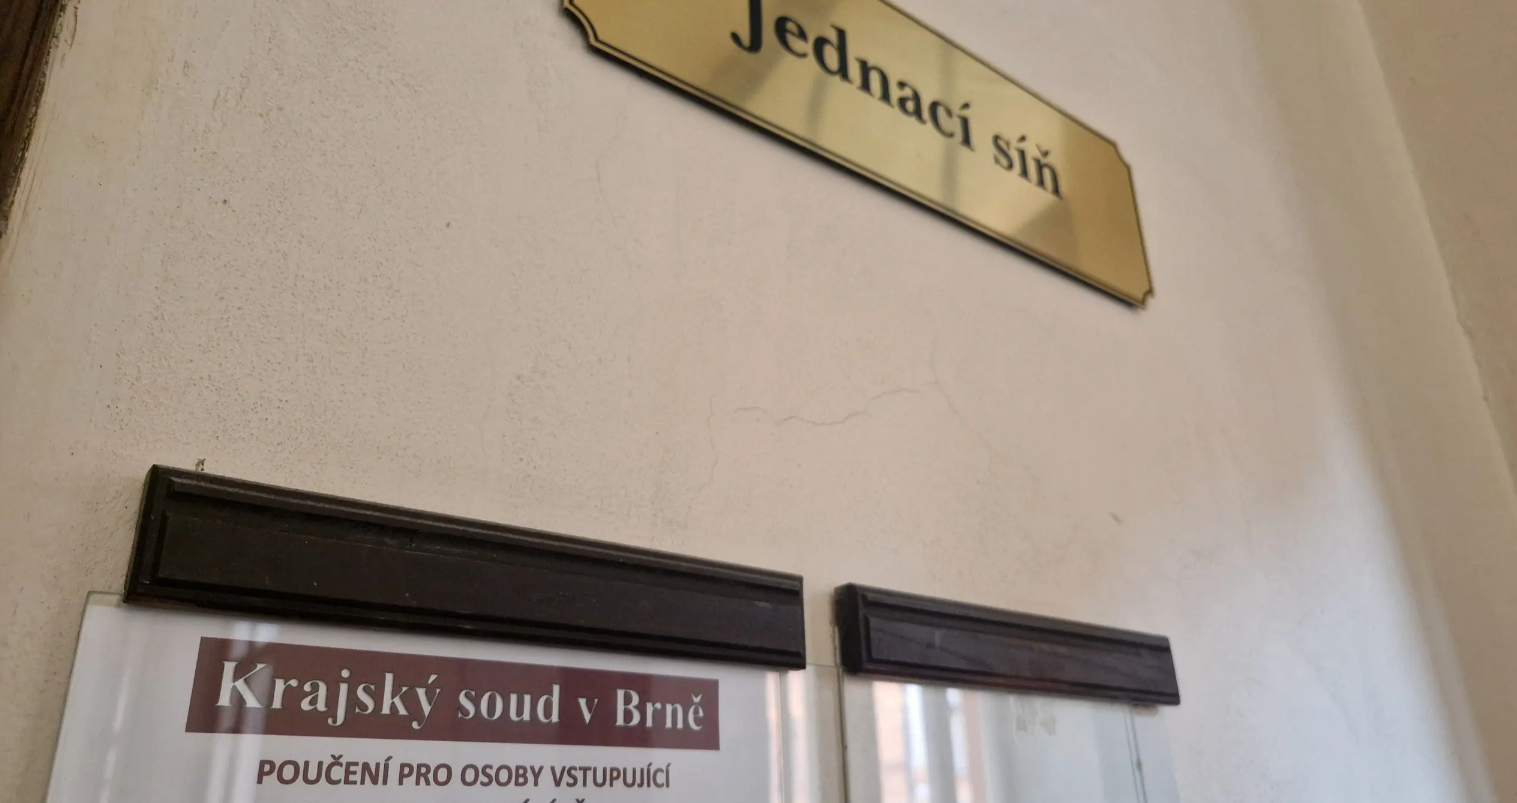 Jednací síň
Krajský soud v Brně
POUČENÍ PRO OSOBY VSTUPUJÍCÍ